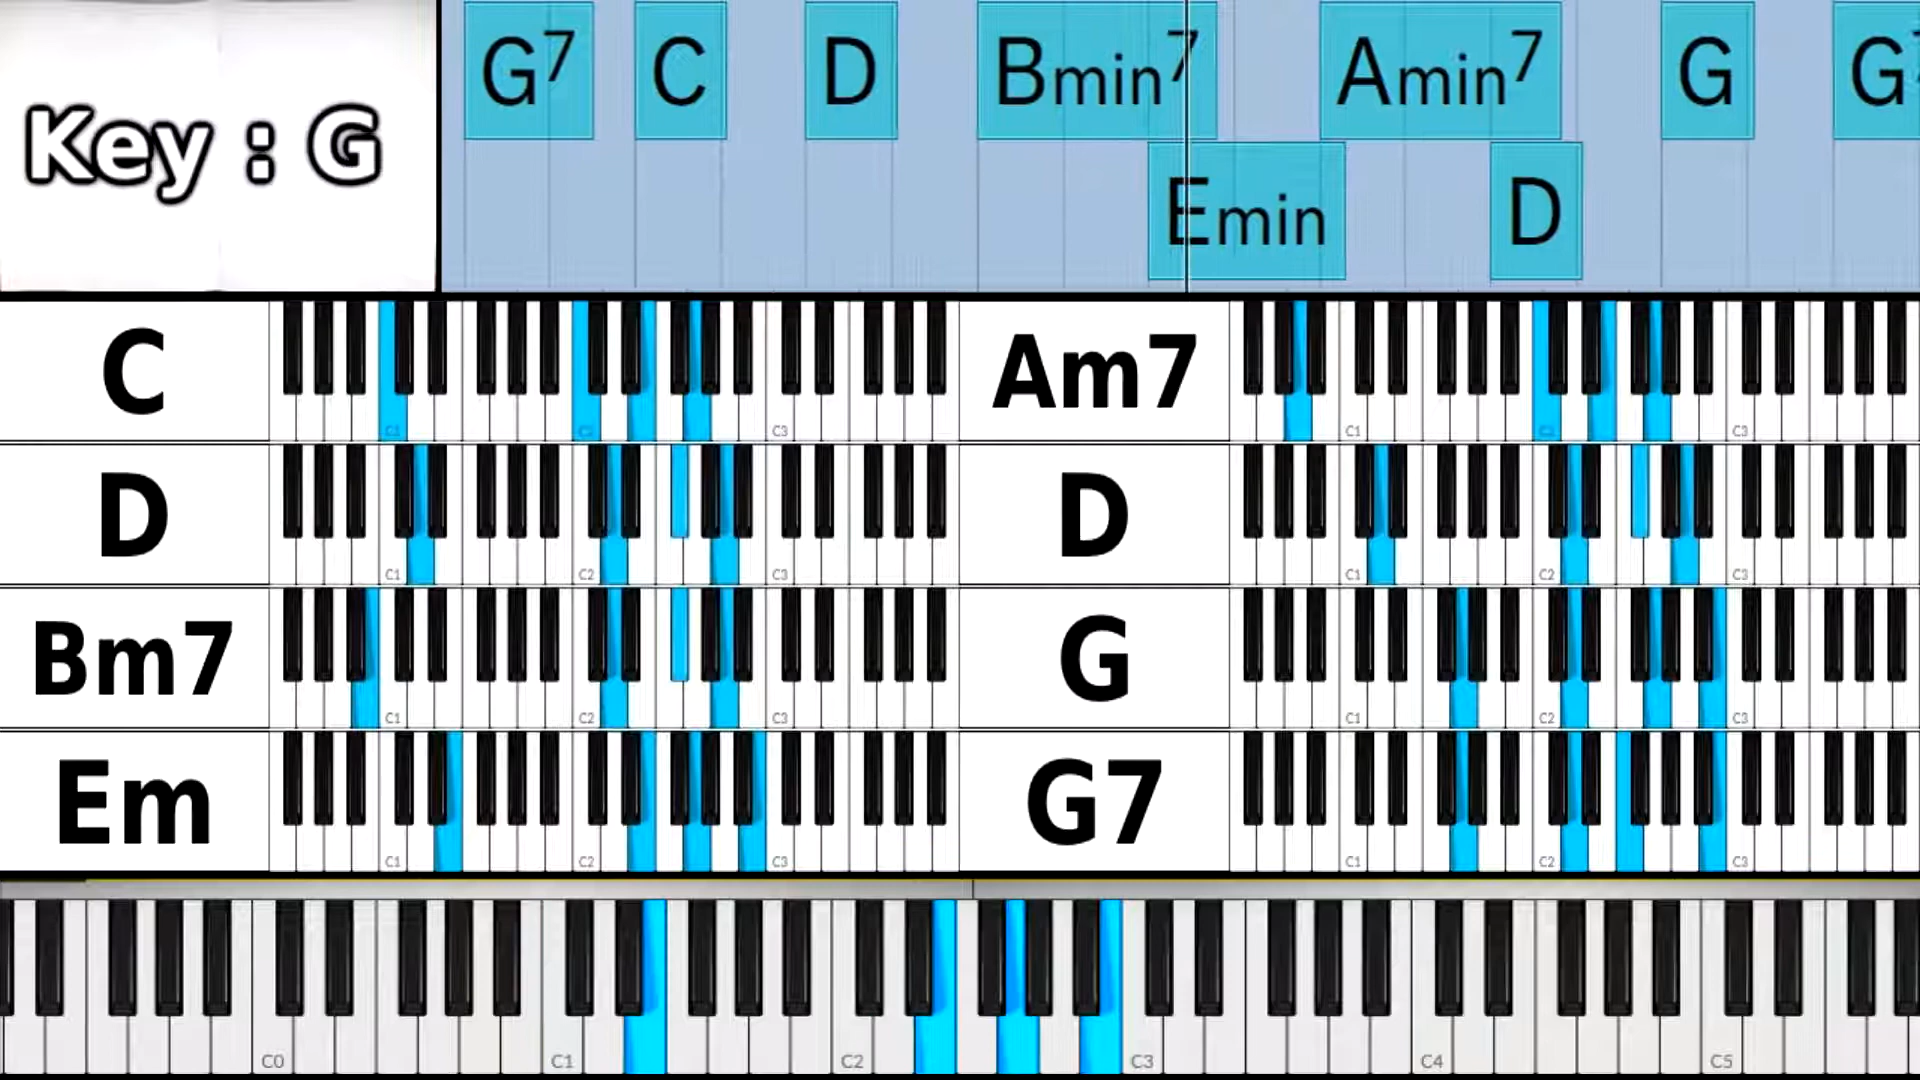 Key : G
G7 C D Bmin7 Amin7 G G
Emin D
C
C1 C2 C3
Am7
C1 C2 C3
D
C1 C2 C3
D
C1 C2 C3
Bm7
C1 C2 C3
G
C1 C2 C3
Em
C1 C2 C3
G7
C1 C2 C3
C0 C1 C2 C3 C4 C5